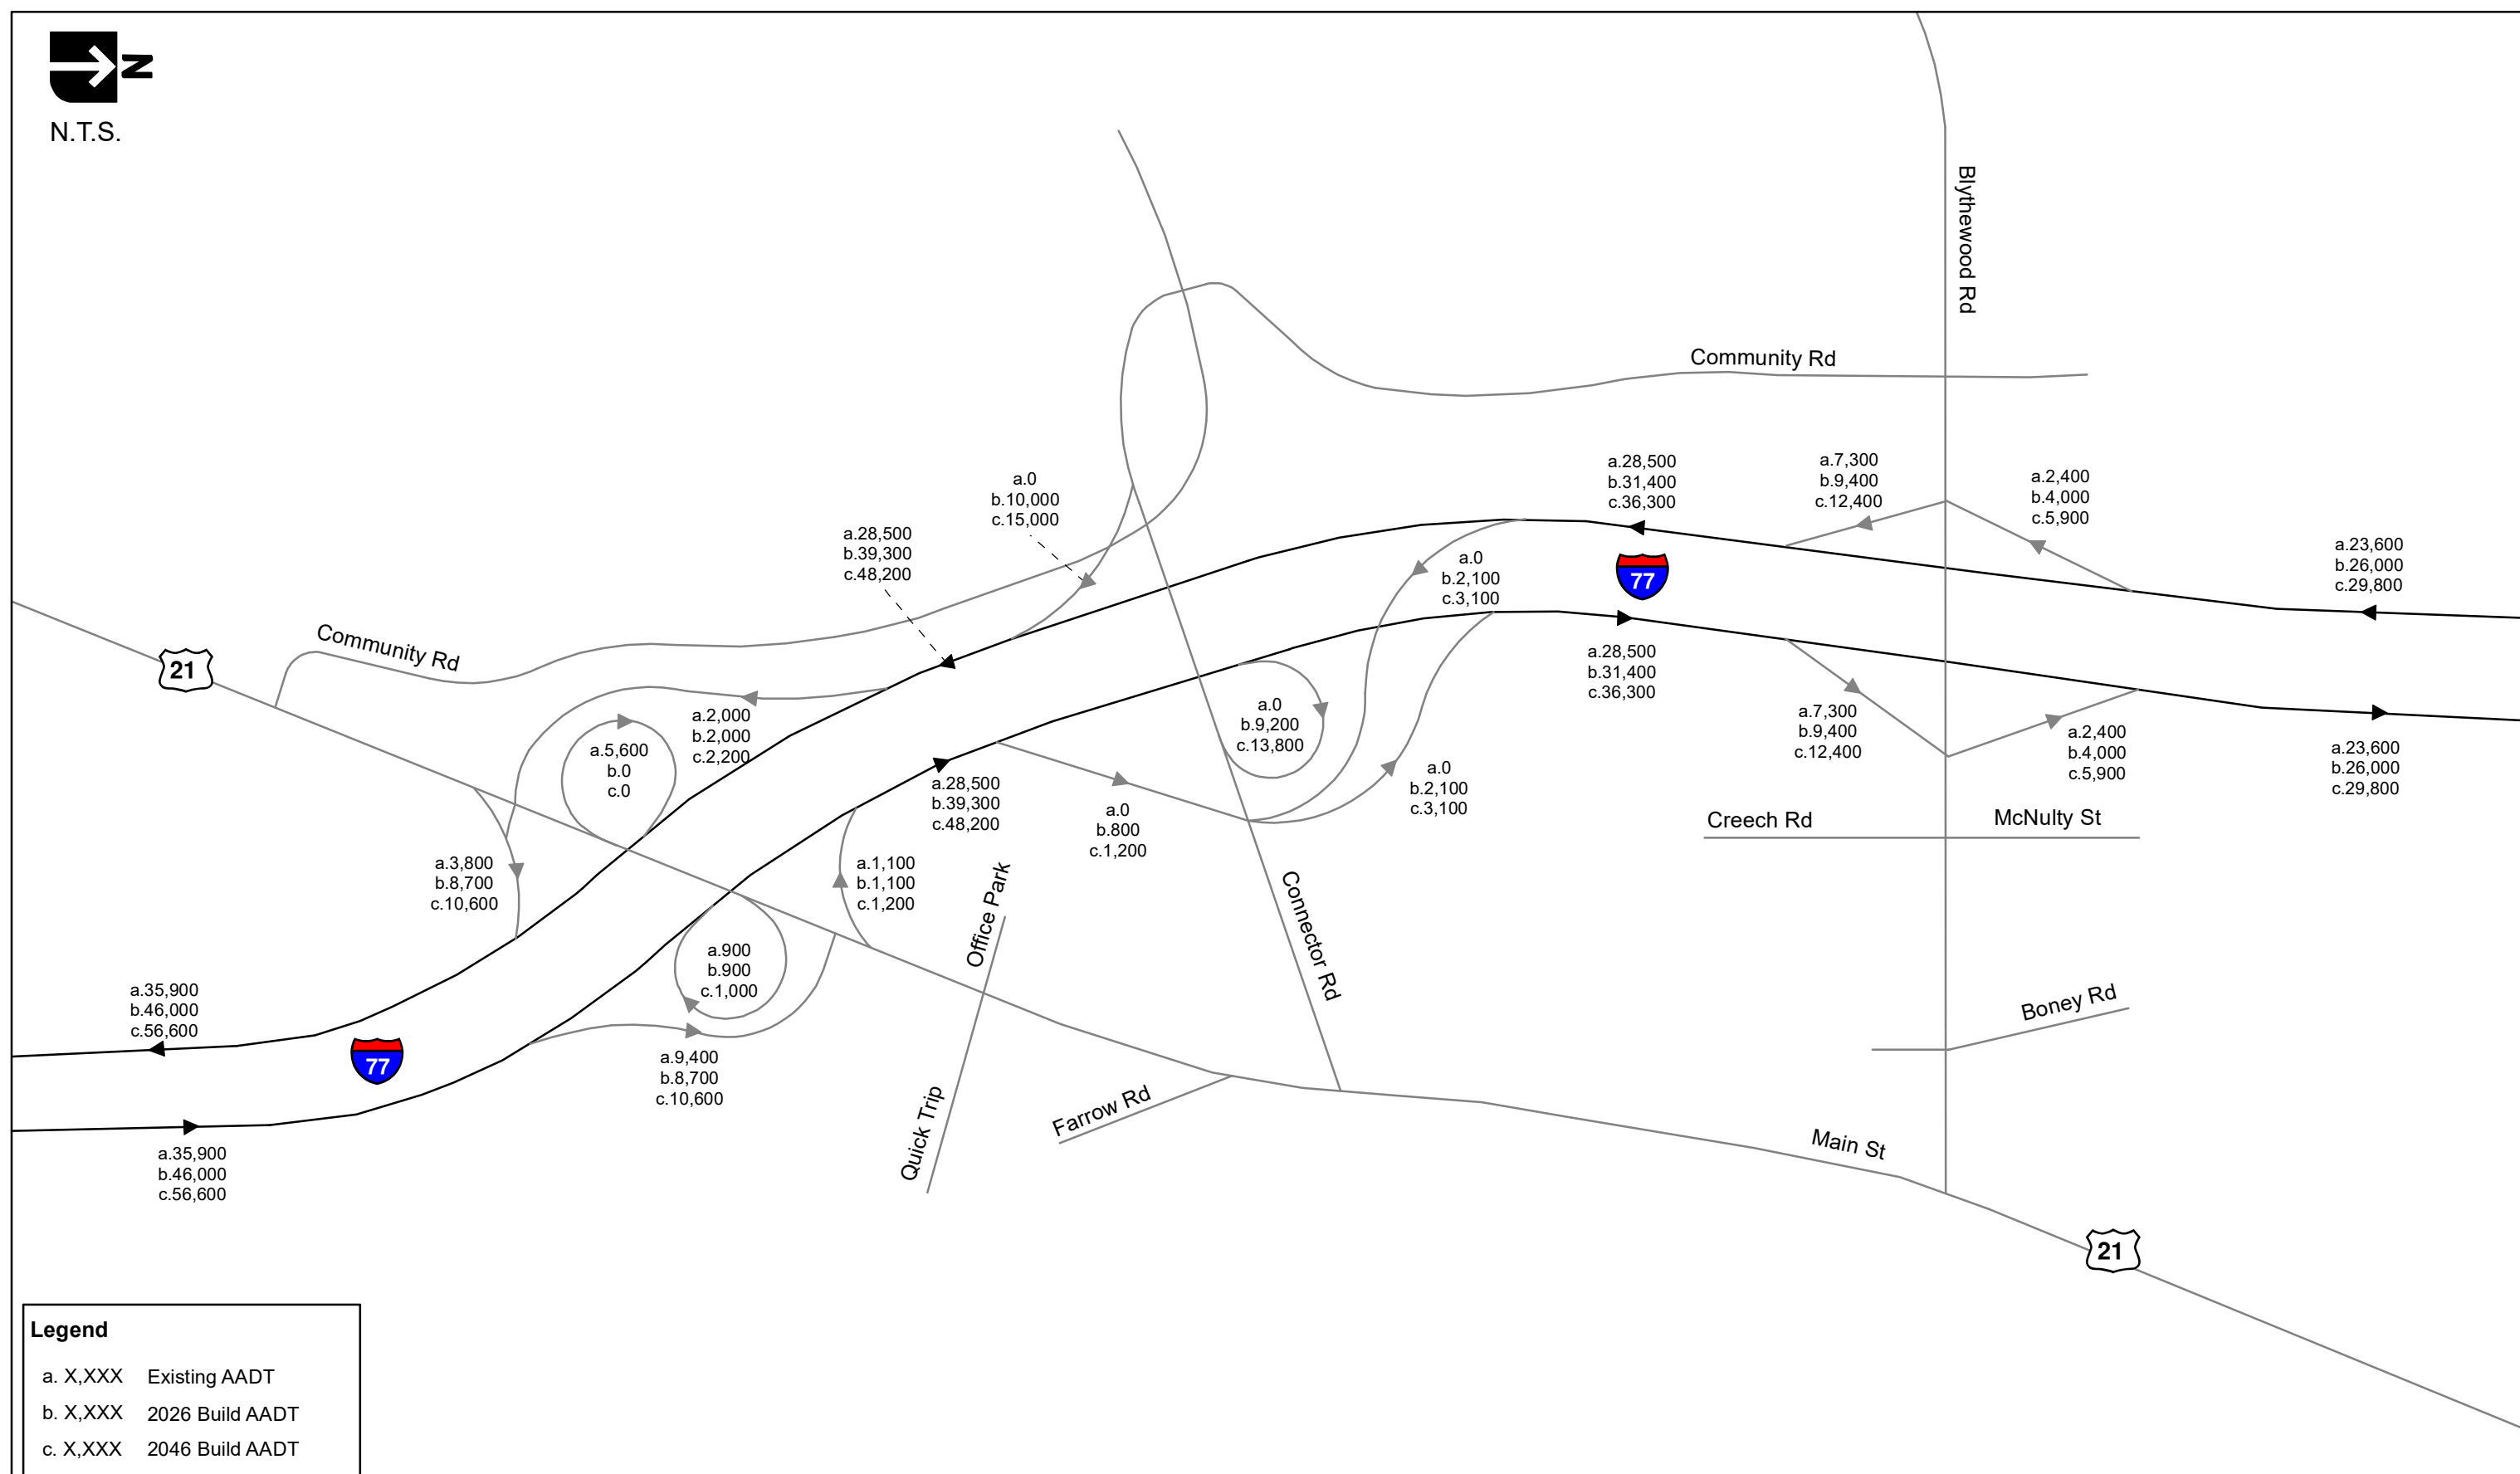 N
N.T.S.
Blythewood Rd
Community Rd
a.28,500
b.31,400
c.36,300
a.7,300
b.9,400
c.12,400
a.2,400
b.4,000
c.5,900
a.0
b.10,000
c.15,000
a.28,500
b.39,300
c.48,200
a.23,600
b.26,000
c.29,800
a.0
b.2,100
c.3,100
77
Community Rd
21
a.28,500
b.31,400
c.36,300
a.2,000
b.2,000
c.2,200
a.5,600
b.0
c.0
a.0
b.9,200
c.13,800
a.7,300
b.9,400
c.12,400
a.2,400
b.4,000
c.5,900
a.23,600
b.26,000
c.29,800
a.28,500
b.39,300
c.48,200
a.0
b.800
c.1,200
a.0
b.2,100
c.3,100
Creech Rd
McNulty St
a.3,800
b.8,700
c.10,600
a.1,100
b.1,100
c.1,200
Office Park
Connector Rd
a.900
b.900
c.1,000
a.35,900
b.46,000
c.56,600
Boney Rd
77
a.9,400
b.8,700
c.10,600
Quick Trip
Farrow Rd
Main St
a.35,900
b.46,000
c.56,600
21
Legend
a. X,XXX Existing AADT
b. X,XXX 2026 Build AADT
c. X,XXX 2046 Build AADT